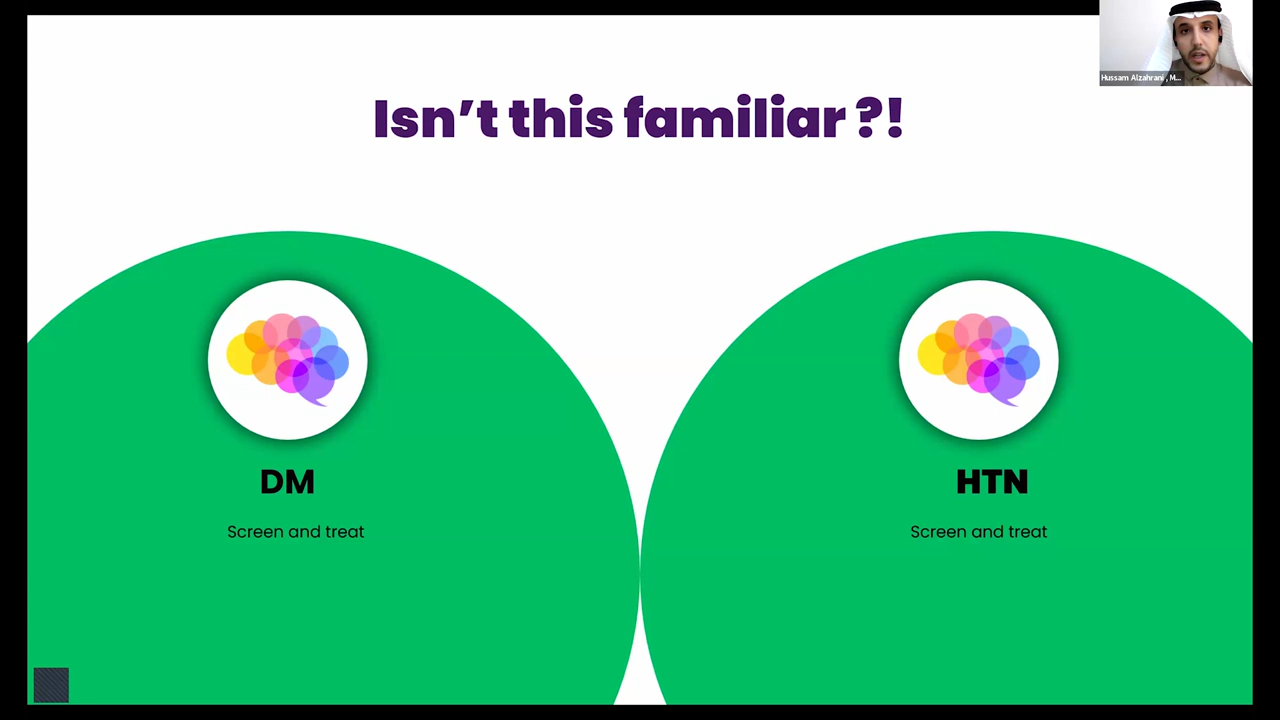 Isn’t this familiar ?!
Hussam Alzahrani , M...
DM
HTN
Screen and treat
Screen and treat